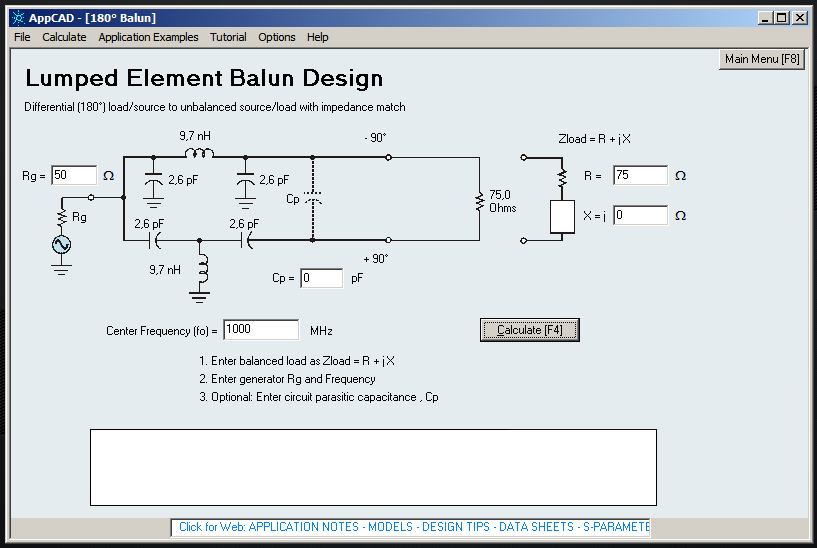 AppCAD - [180° Balun]
File Calculate Application Examples Tutorial Options Help
Main Menu [F8]
Lumped Element Balun Design
Differential (180°) load/source to unbalanced source/load with impedance match
9,7 nH
- 90°
Zload = R + jX
Rg = 50 Ω
2,6 pF
2,6 pF
Cp
75,0
Ohms
R = 75 Ω
X = j 0 Ω
Rg
2,6 pF
2,6 pF
+ 90°
9,7 nH
Cp = 0 pF
Center Frequency (fo) = 1000 MHz
Calculate [F4]
1. Enter balanced load as Zload = R + jX
2. Enter generator Rg and Frequency
3. Optional: Enter circuit parasitic capacitance , Cp
Click for Web: APPLICATION NOTES - MODELS - DESIGN TIPS - DATA SHEETS - S-PARAMETE